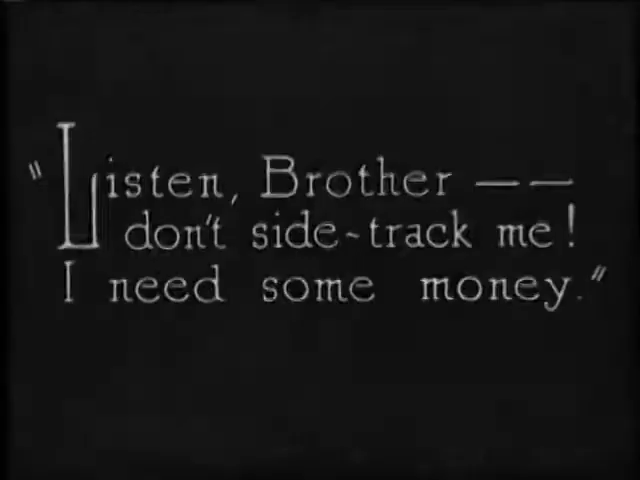 "Listen, Brother — —
don't side-track me!
I need some money."